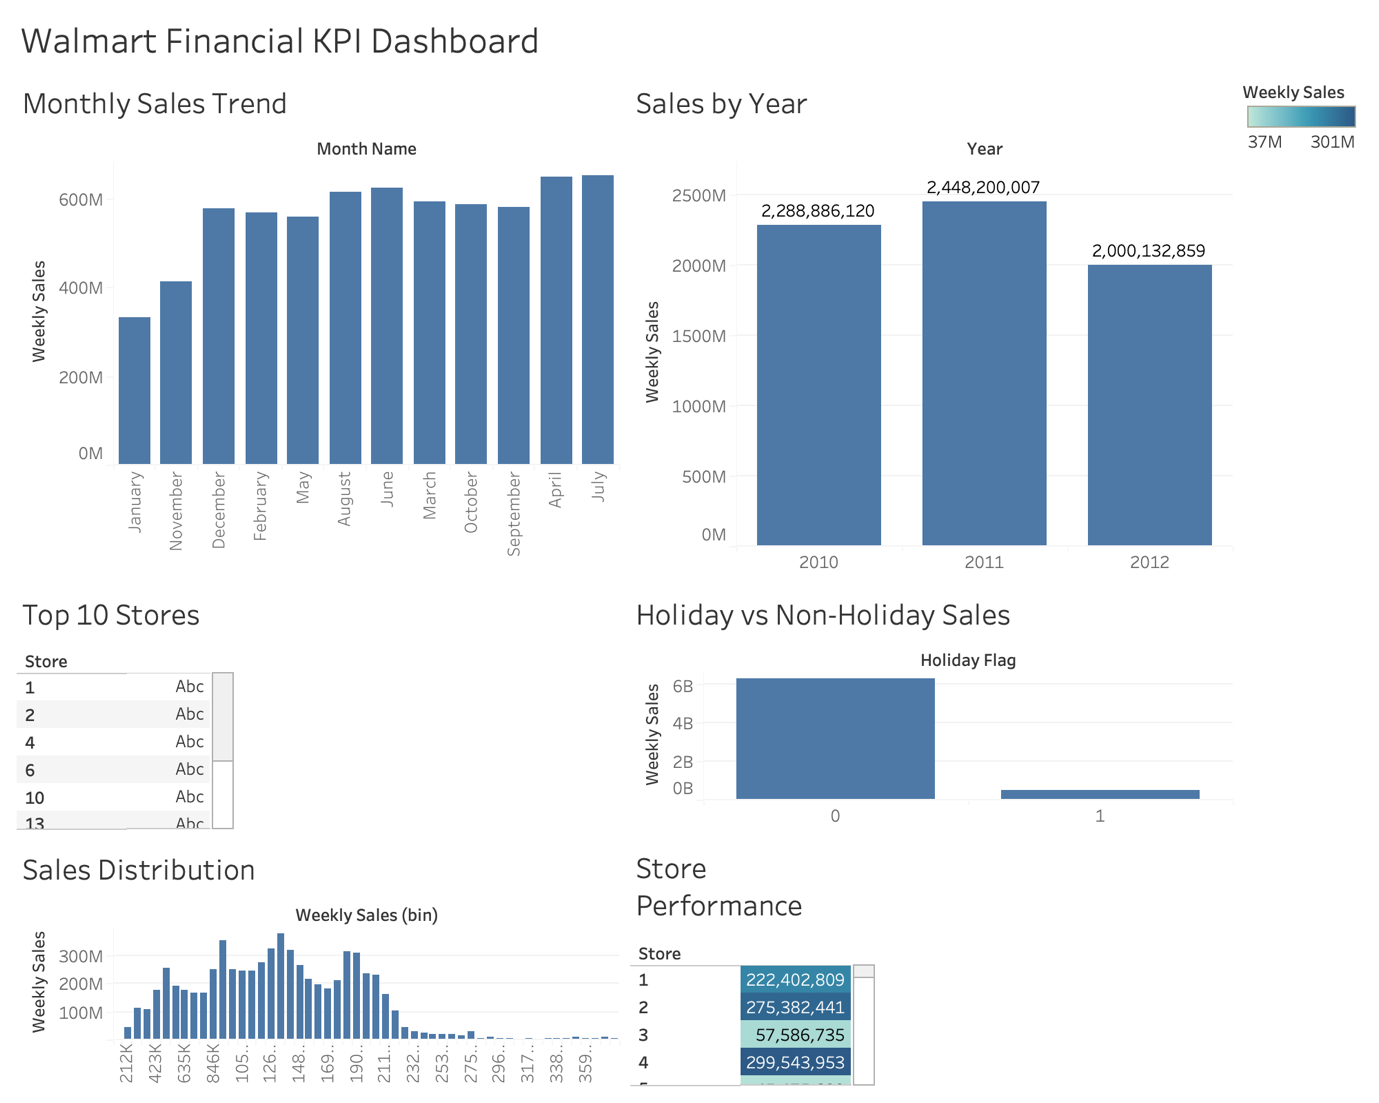 Walmart Financial KPI Dashboard
Monthly Sales Trend
Month Name
Weekly Sales
600M
400M
200M
0M
January
November
December
February
May
August
June
March
October
September
April
July
Sales by Year
Year
Weekly Sales
2500M
2000M
1500M
1000M
500M
0M
2,288,886,120
2,448,200,007
2,000,132,859
2010
2011
2012
Weekly Sales
37M 301M
Top 10 Stores
Store
1 Abc
2 Abc
4 Abc
6 Abc
10 Abc
13 Abc
Holiday vs Non-Holiday Sales
Holiday Flag
Weekly Sales
6B
4B
2B
0B
0
1
Sales Distribution
Weekly Sales (bin)
Weekly Sales
300M
200M
100M
212K
423K
635K
846K
105..
126..
148..
169..
190..
211..
232..
253..
275..
296..
317..
338..
359..
Store
Performance
Store
1 222,402,809
2 275,382,441
3 57,586,735
4 299,543,953